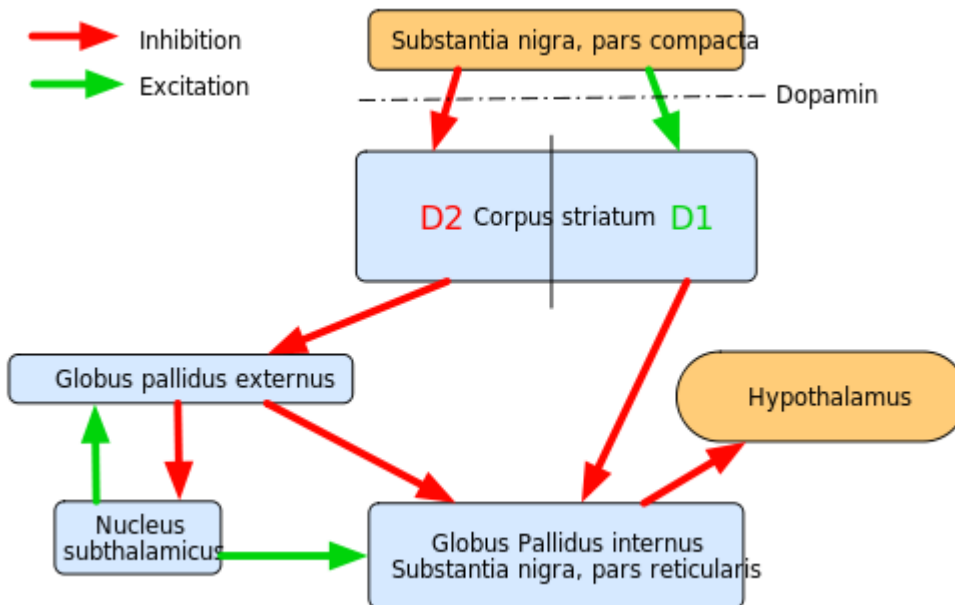 Inhibition
Excitation
Substantia nigra, pars compacta
Dopamin
D2 Corpus striatum D1
Globus pallidus externus
Hypothalamus
Nucleus
subthalamicus
Globus Pallidus internus
Substantia nigra, pars reticularis